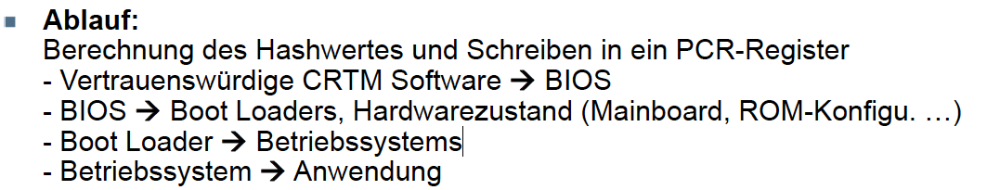 Ablauf:
Berechnung des Hashwertes und Schreiben in ein PCR-Register
- Vertrauenswürdige CRTM Software → BIOS
- BIOS → Boot Loaders, Hardwarezustand (Mainboard, ROM-Konfigu. …)
- Boot Loader → Betriebssystems
- Betriebssystem → Anwendung